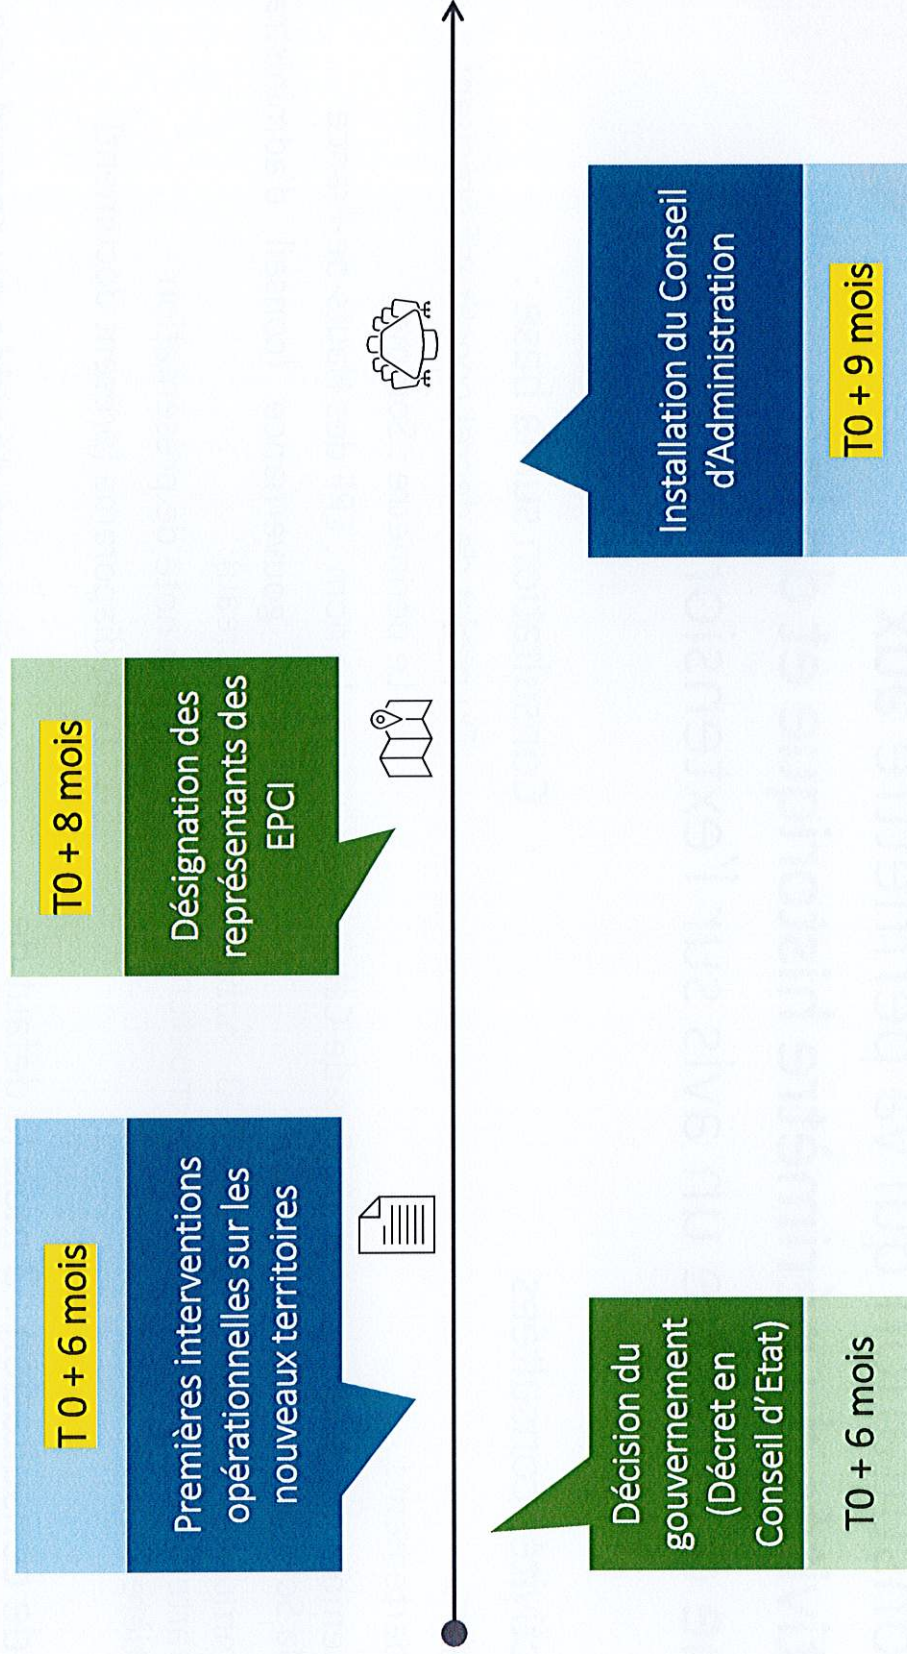 T 0 + 6 mois
Premières interventions
opérationnelles sur les
nouveaux territoires
T0 + 8 mois
Désignation des
représentants des
EPCI
Décision du
gouvernement
(Décret en
Conseil d'Etat)
T0 + 6 mois
Installation du Conseil
d'Administration
T0 + 9 mois